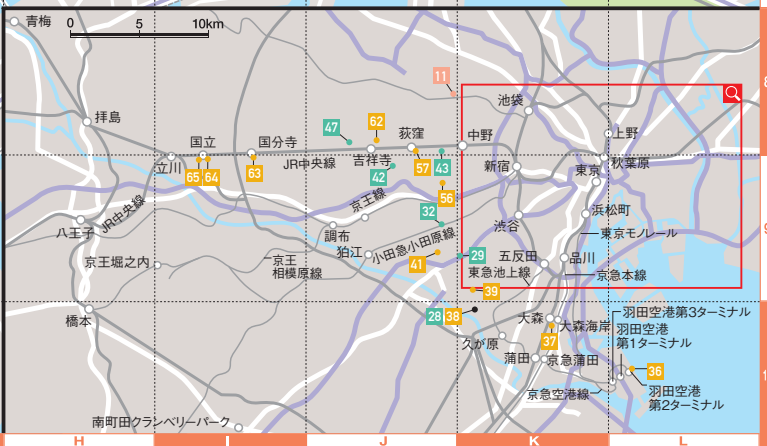 青梅
0 5 10km
11
拝島
池袋
47
62
荻窪
中野
上野
国立
国分寺
立川
JR中央線
吉祥寺
新宿
秋葉原
東京
65
64
63
42
57
43
56
JR中央線
京王線
32
渋谷
浜松町
八王子
調布
狛江
小田急小田原線
東京モノレール
京王堀之内
京王
相模原線
41
29
五反田
品川
東急池上線
京急本線
39
橋本
28
38
大森
大森海岸
羽田空港第3ターミナル
羽田空港
第1ターミナル
37
久が原
蒲田
京急蒲田
36
京急空港線
羽田空港
第2ターミナル
南町田グランベリーパーク
H
I
J
K
L
8
9